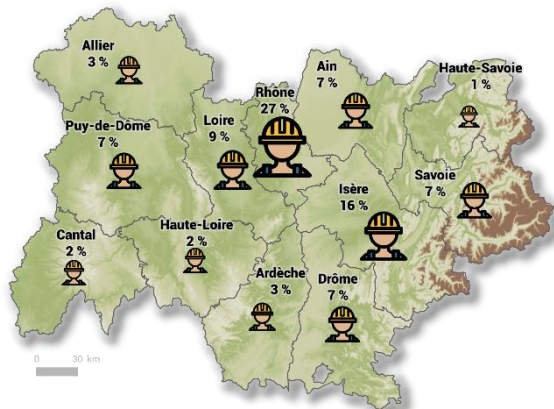 Allier
3 %
Ain
7 %
Haute-Savoie
1 %
Rhône
27 %
Puy-de-Dôme
7 %
Loire
9 %
Isère
16 %
Savoie
7 %
Cantal
2 %
Haute-Loire
2 %
Ardèche
3 %
Drôme
7 %
0 30 km